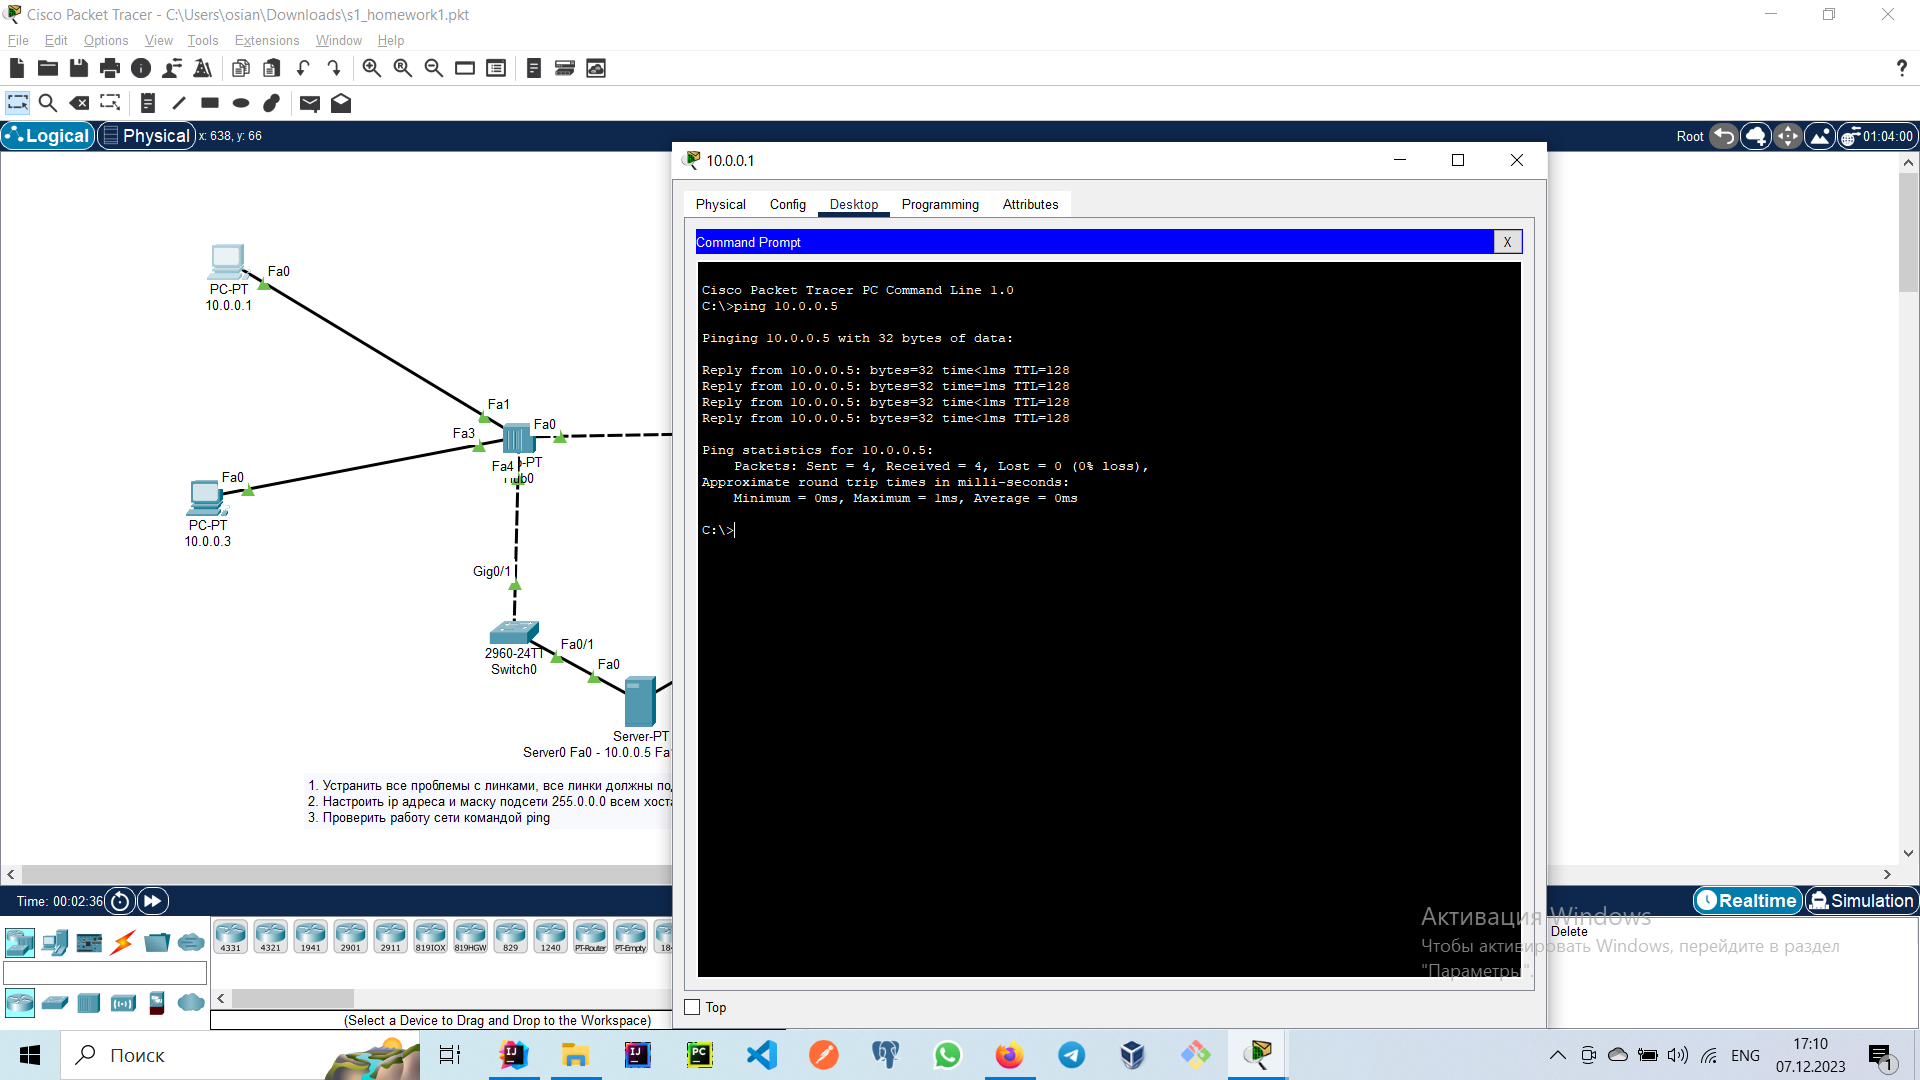 Cisco Packet Tracer - C:\Users\osian\Downloads\s1_homework1.pkt
File Edit Options View Tools Extensions Window Help
Logical Physical x: 638, y: 66 Root 01:04:00
10.0.0.1
Physical Config Desktop Programming Attributes
Command Prompt X
Cisco Packet Tracer PC Command Line 1.0
C:\>ping 10.0.0.5
Pinging 10.0.0.5 with 32 bytes of data:
Reply from 10.0.0.5: bytes=32 time<1ms TTL=128
Reply from 10.0.0.5: bytes=32 time=1ms TTL=128
Reply from 10.0.0.5: bytes=32 time<1ms TTL=128
Reply from 10.0.0.5: bytes=32 time<1ms TTL=128
Ping statistics for 10.0.0.5:
Packets: Sent = 4, Received = 4, Lost = 0 (0% loss),
Approximate round trip times in milli-seconds:
Minimum = 0ms, Maximum = 1ms, Average = 0ms
C:\>
Top
Fa0
PC-PT
10.0.0.1
Fa1
Fa0
Fa3
Fa4
Fa0
PC-PT
10.0.0.3
Gig0/1
Fa0/1
2960-24TT
Switch0
Fa0
Server-PT
Server0 Fa0 - 10.0.0.5
1. Устранить все проблемы с линками, все линки должны
2. Настроить ip адреса и маску подсети 255.0.0.0 всем
3. Проверить работу сети командой ping
Time: 00:02:36 Realtime Simulation
4331 4321 1941 2901 2911 819IOX 819HGW 829 1240 PT-Router PT-Empty
(Select a Device to Drag and Drop to the Workspace)
Delete
Активация Windows
Чтобы активировать Windows, перейдите в раздел
"Параметры".
Поиск
ENG
17:10
07.12.2023
1